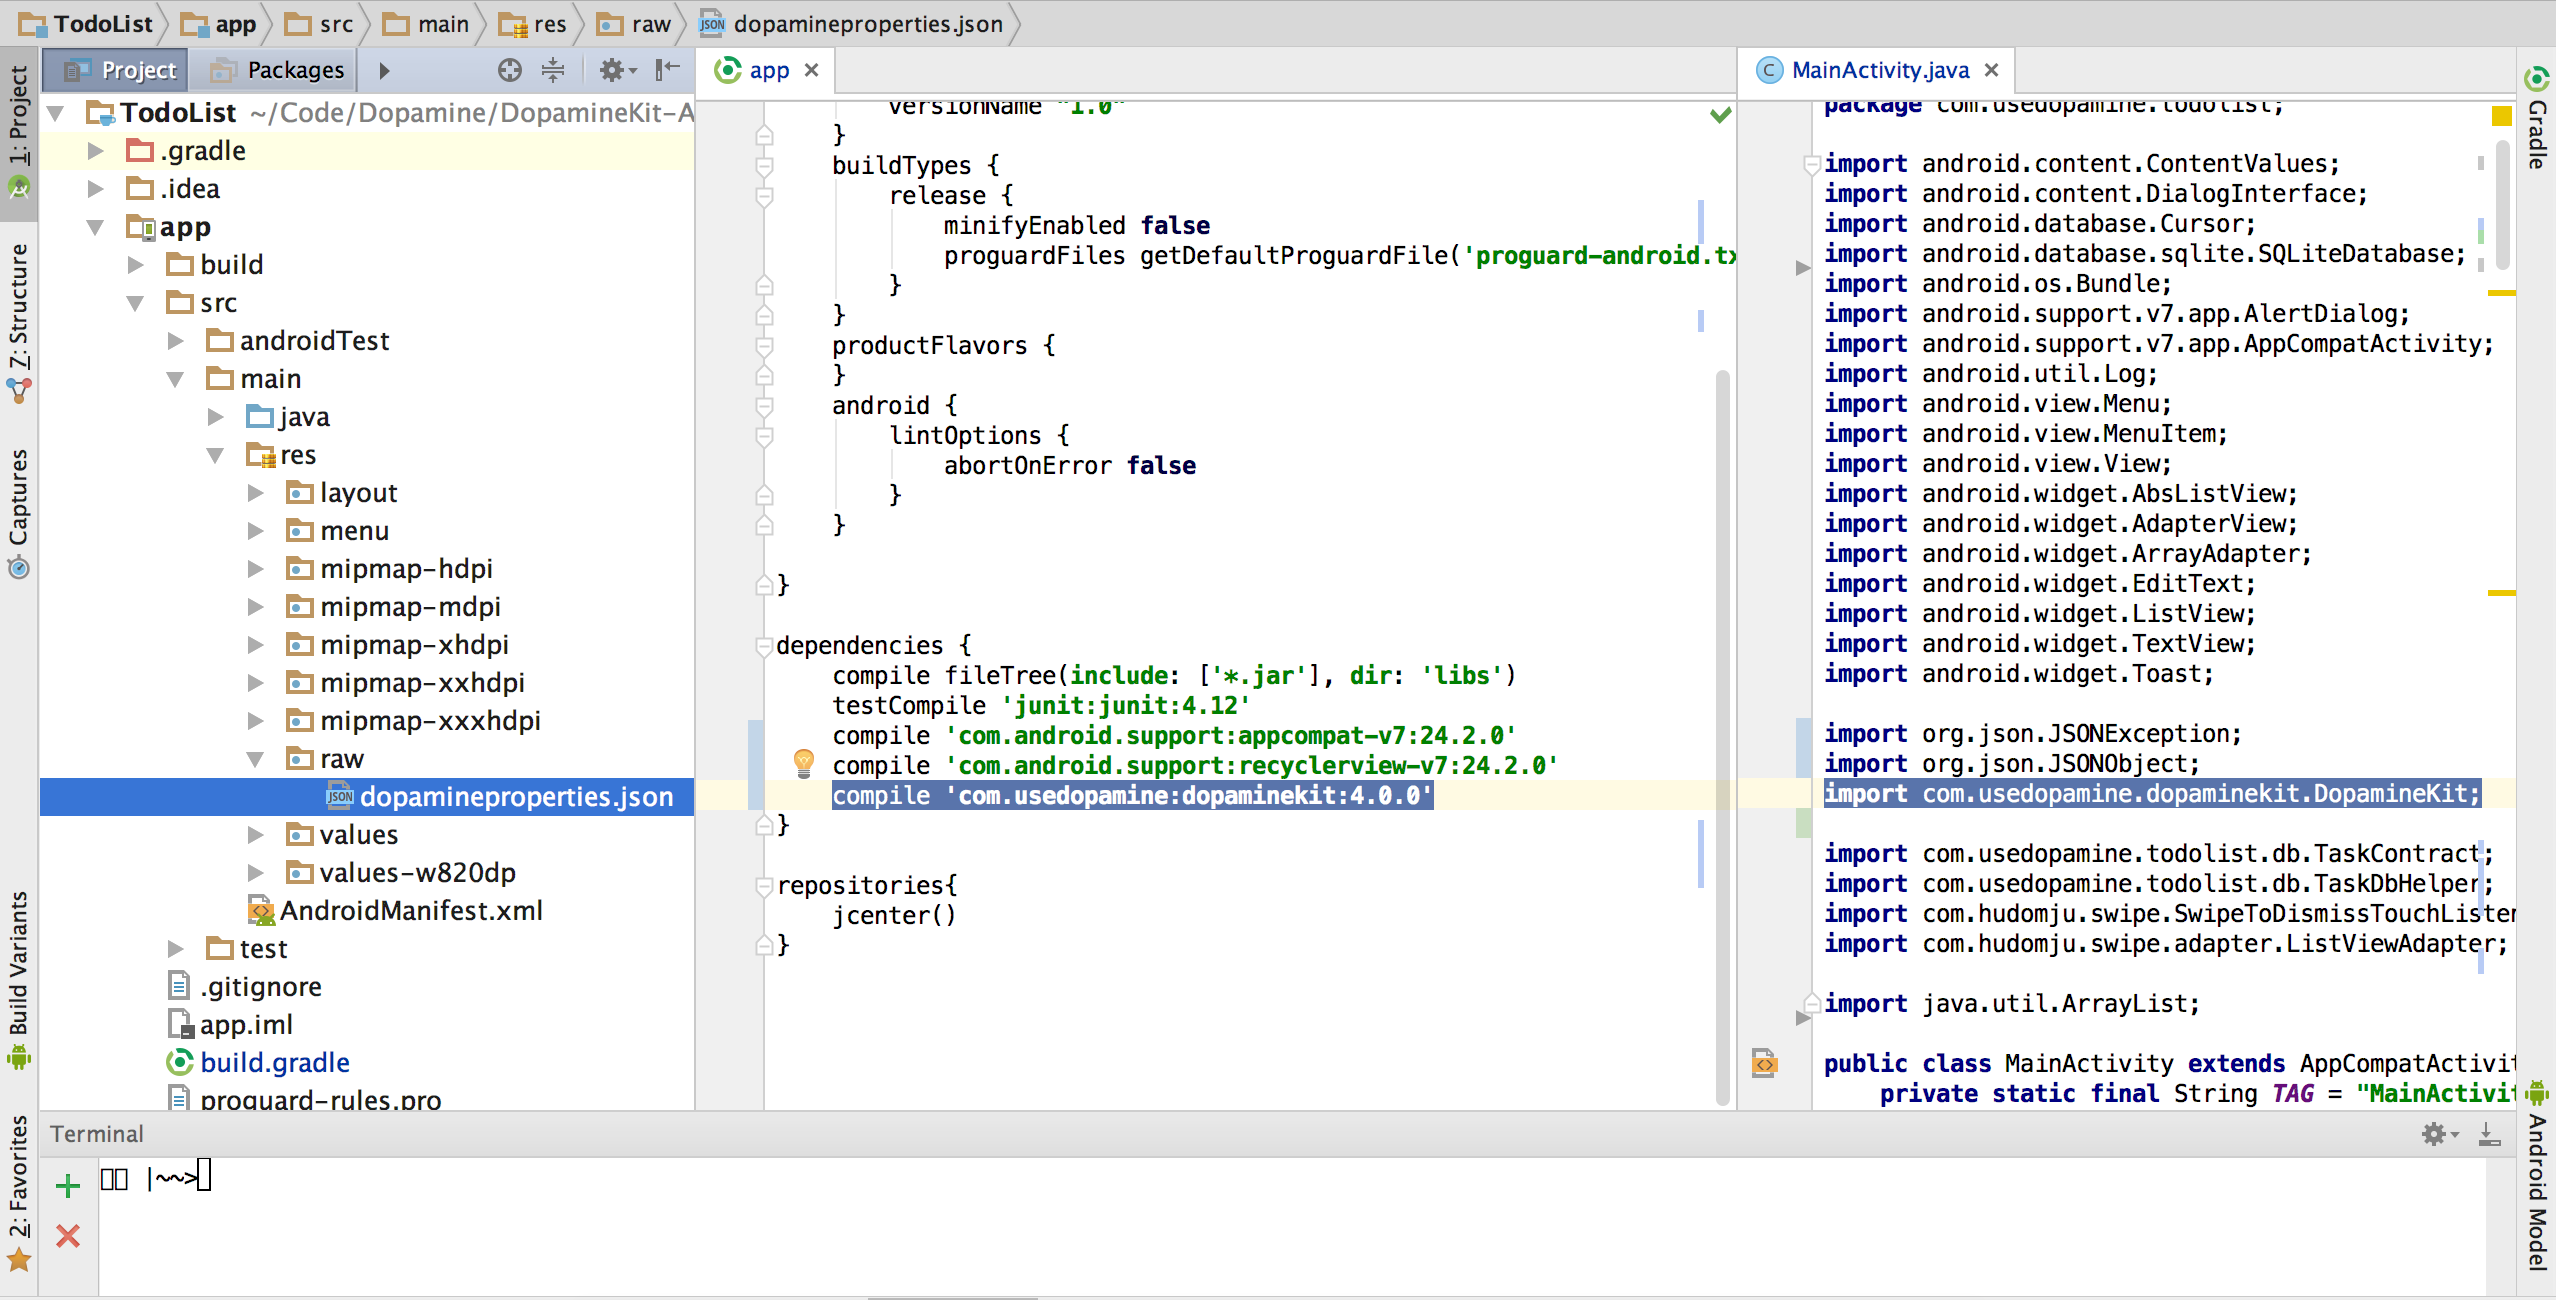 TodoList app src main res raw dopamineproperties.json
1: Project
Z: Structure
Captures
Build Variants
2: Favorites
Project Packages
TodoList ~/Code/Dopamine/DopamineKit-A
.gradle
.idea
app
build
src
androidTest
main
java
res
layout
menu
mipmap-hdpi
mipmap-mdpi
mipmap-xhdpi
mipmap-xxhdpi
mipmap-xxxhdpi
raw
dopamineproperties.json
values
values-w820dp
AndroidManifest.xml
test
.gitignore
app.iml
build.gradle
proguard-rules.pro
app
versionName "1.0"
}
buildTypes {
release {
minifyEnabled false
proguardFiles getDefaultProguardFile('proguard-android.tx
}
}
productFlavors {
}
android {
lintOptions {
abortOnError false
}
}
}
dependencies {
compile fileTree(include: ['*.jar'], dir: 'libs')
testCompile 'junit:junit:4.12'
compile 'com.android.support:appcompat-v7:24.2.0'
compile 'com.android.support:recyclerview-v7:24.2.0'
compile 'com.usedopamine:dopaminekit:4.0.0'
}
repositories{
jcenter()
}
MainActivity.java
package com.usedopamine.todolist;
import android.content.ContentValues;
import android.content.DialogInterface;
import android.database.Cursor;
import android.database.sqlite.SQLiteDatabase;
import android.os.Bundle;
import android.support.v7.app.AlertDialog;
import android.support.v7.app.AppCompatActivity;
import android.util.Log;
import android.view.Menu;
import android.view.MenuItem;
import android.view.View;
import android.widget.AbsListView;
import android.widget.AdapterView;
import android.widget.ArrayAdapter;
import android.widget.EditText;
import android.widget.ListView;
import android.widget.TextView;
import android.widget.Toast;
import org.json.JSONException;
import org.json.JSONObject;
import com.usedopamine.dopaminekit.DopamineKit;
import com.usedopamine.todolist.db.TaskContract;
import com.usedopamine.todolist.db.TaskDbHelper;
import com.hudomju.swipe.SwipeToDismissTouchListen
import com.hudomju.swipe.adapter.ListViewAdapter;
import java.util.ArrayList;
public class MainActivity extends AppCompatActivit
private static final String TAG = "MainActivit
Gradle
Android Model
Terminal
|~~>